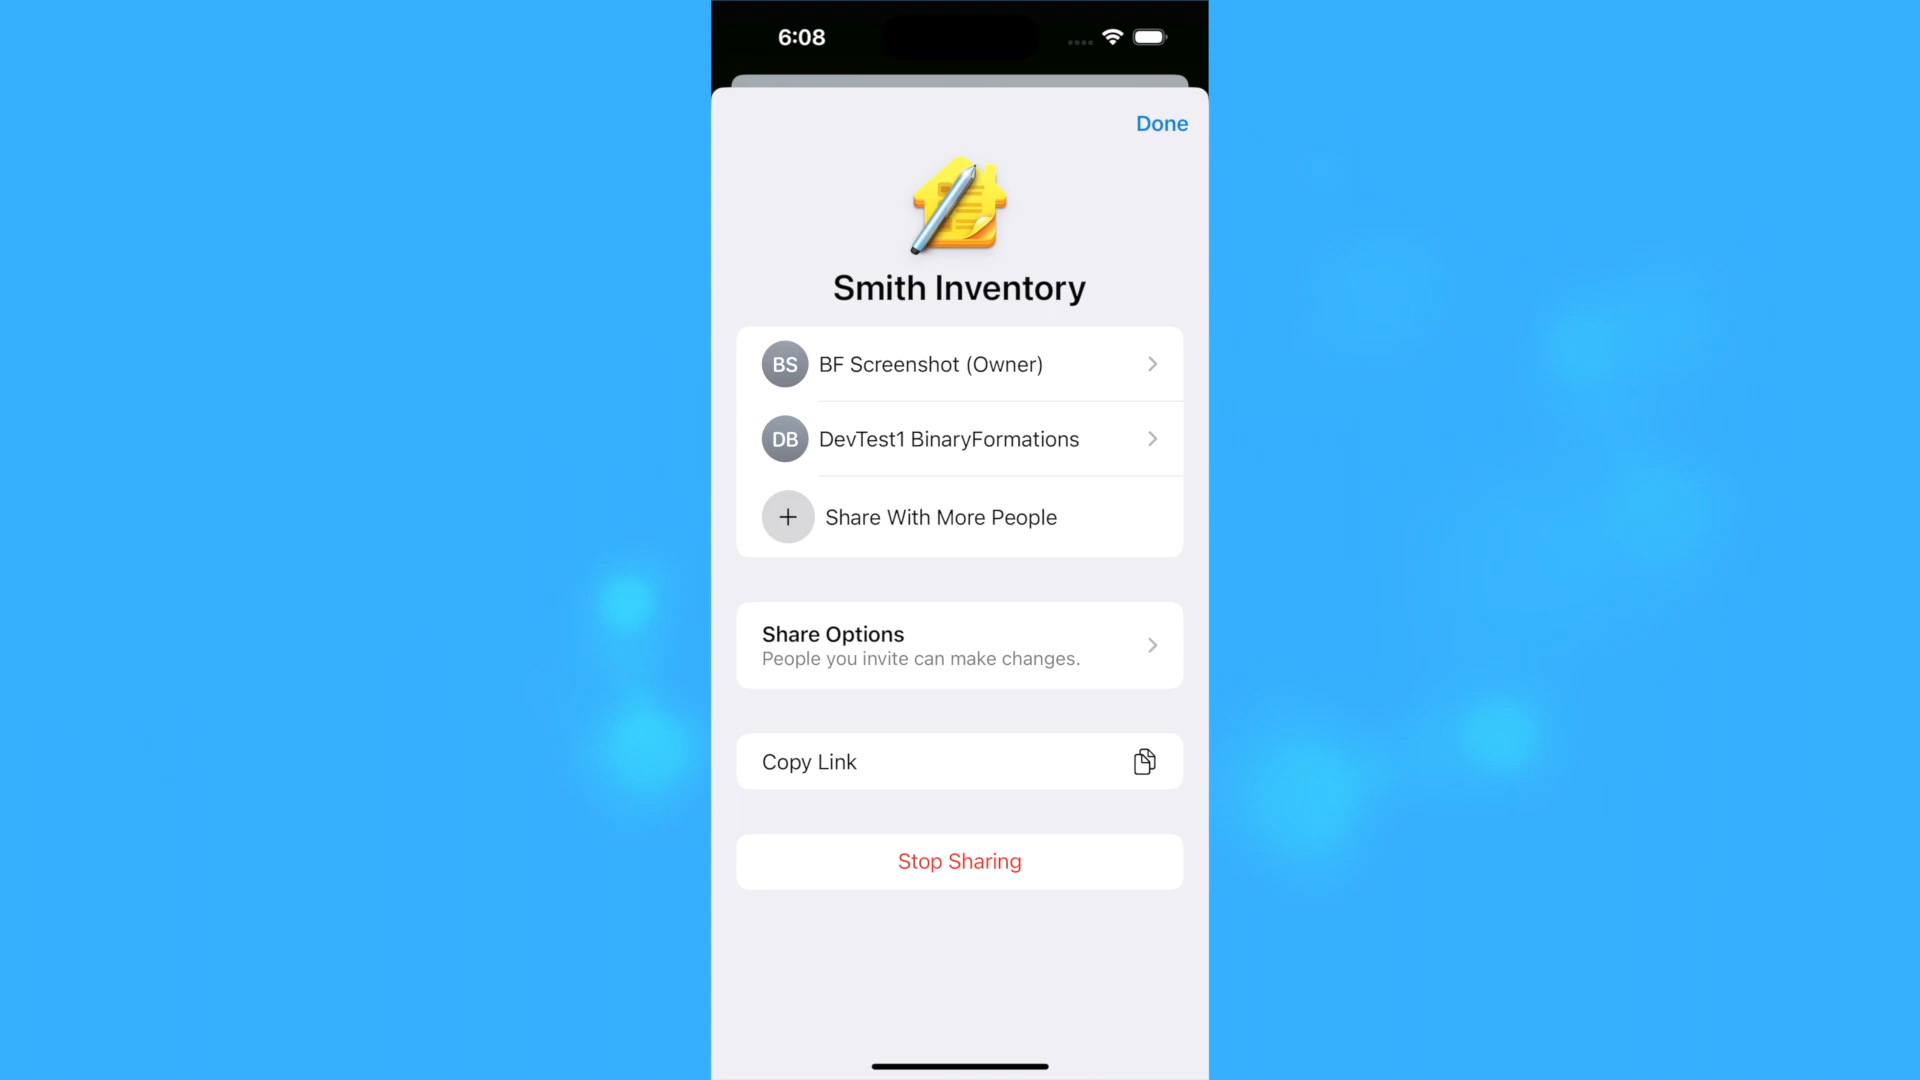 6:08
Done
Smith Inventory
BS BF Screenshot (Owner)
DB DevTest1 BinaryFormations
+ Share With More People
Share Options
People you invite can make changes.
Copy Link
Stop Sharing